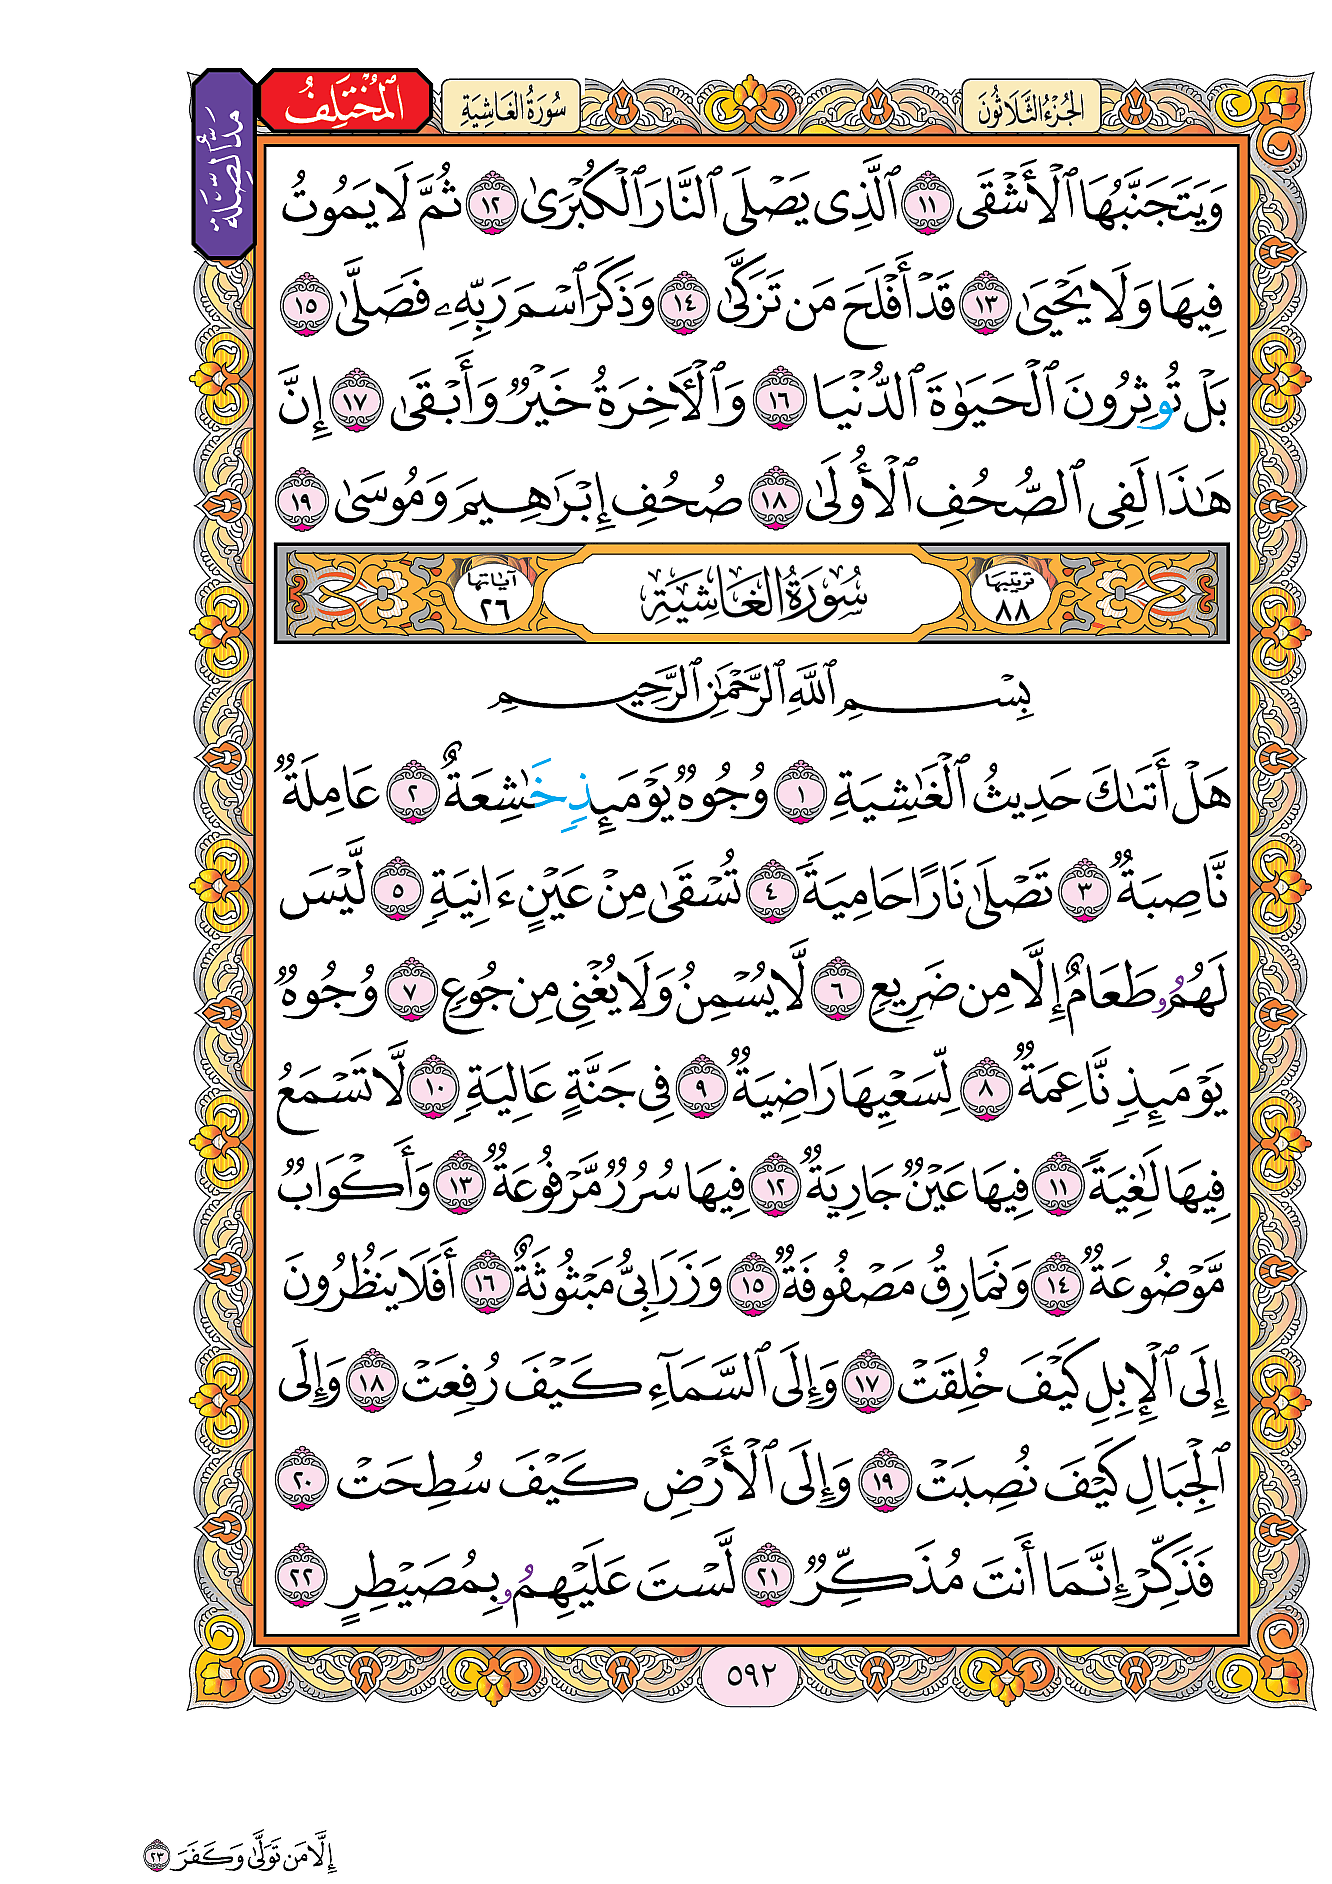 الجُزْءُ الثَّلَاثُونَ
سُورَةُ الغَاشِيَةِ
المُخْتَلِفُ
مَدُّ الصِّلَة
وَيَتَجَنَّبُهَا ٱلْأَشْقَى ١١ ٱلَّذِى يَصْلَى ٱلنَّارَ ٱلْكُبْرَىٰ ١٢ ثُمَّ لَا يَمُوتُ
فِيهَا وَلَا يَحْيَىٰ ١٣ قَدْ أَفْلَحَ مَن تَزَكَّىٰ ١٤ وَذَكَرَ ٱسْمَ رَبِّهِۦ فَصَلَّىٰ ١٥
بَلْ تُوثِرُونَ ٱلْحَيَوٰةَ ٱلدُّنْيَا ١٦ وَٱلْأَخِرَةُ خَيْرٌ وَأَبْقَىٰ ١٧ إِنَّ
هَٰذَا لَفِى ٱلصُّحُفِ ٱلْأُولَىٰ ١٨ صُحُفِ إِبْرَٰهِيمَ وَمُوسَىٰ ١٩
ترتيبها ٨٨ سُورَةُ الغَاشِيَةِ آياتها ٢٦
بِسْمِ ٱللَّهِ ٱلرَّحْمَٰنِ ٱلرَّحِيمِ
هَلْ أَتَىٰكَ حَدِيثُ ٱلْغَٰشِيَةِ ١ وُجُوهٌ يَوْمَئِذٍ خَٰشِعَةٌ ٢ عَامِلَةٌ
نَّاصِبَةٌ ٣ تَصْلَىٰ نَارًا حَامِيَةً ٤ تُسْقَىٰ مِنْ عَيْنٍ ءَانِيَةٍ ٥ لَّيْسَ
لَهُمُۥ طَعَامٌ إِلَّا مِن ضَرِيعٍ ٦ لَّا يُسْمِنُ وَلَا يُغْنِى مِن جُوعٍ ٧ وُجُوهٌ
يَوْمَئِذٍ نَّاعِمَةٌ ٨ لِّسَعْيِهَا رَاضِيَةٌ ٩ فِى جَنَّةٍ عَالِيَةٍ ١٠ لَّا تَسْمَعُ
فِيهَا لَٰغِيَةً ١١ فِيهَا عَيْنٌ جَارِيَةٌ ١٢ فِيهَا سُرُرٌ مَّرْفُوعَةٌ ١٣ وَأَكْوَابٌ
مَّوْضُوعَةٌ ١٤ وَنَمَارِقُ مَصْفُوفَةٌ ١٥ وَزَرَابِىُّ مَبْثُوثَةٌ ١٦ أَفَلَا يَنظُرُونَ
إِلَى ٱلْإِبِلِ كَيْفَ خُلِقَتْ ١٧ وَإِلَى ٱلسَّمَآءِ كَيْفَ رُفِعَتْ ١٨ وَإِلَى
ٱلْجِبَالِ كَيْفَ نُصِبَتْ ١٩ وَإِلَى ٱلْأَرْضِ كَيْفَ سُطِحَتْ ٢٠
فَذَكِّرْ إِنَّمَا أَنتَ مُذَكِّرٌ ٢١ لَّسْتَ عَلَيْهِمُۥ بِمُصَيْطِرٍ ٢٢
٥٩٢
إِلَّا مَن تَوَلَّىٰ وَكَفَرَ ٢٣